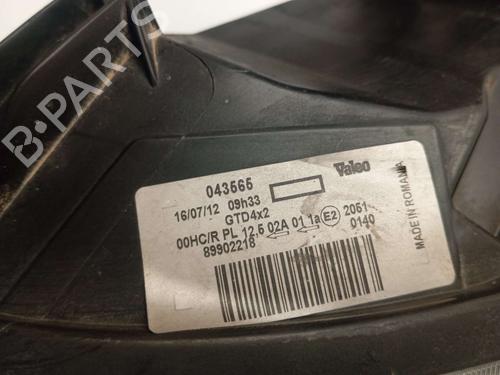 B-PARTS
043565
Valeo
16/07/12 09h33
GTD4x2
00HC/R PL 12,5 02A 01 1a E2 2051
0140
89902218
MADE IN ROMANIA